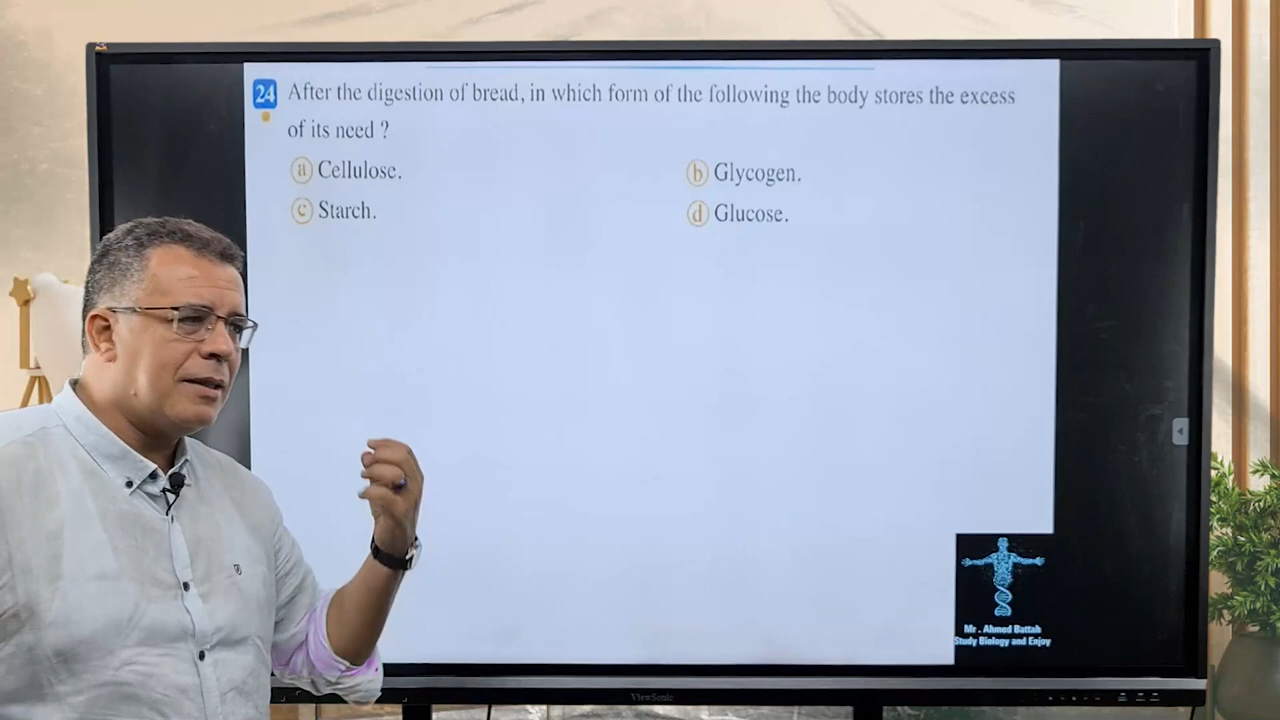 24 After the digestion of bread, in which form of the following the body stores the excess
of its need ?
a Cellulose.
b Glycogen.
c Starch.
d Glucose.
Mr . Ahmed Battah
Study Biology and Enjoy
ViewSonic